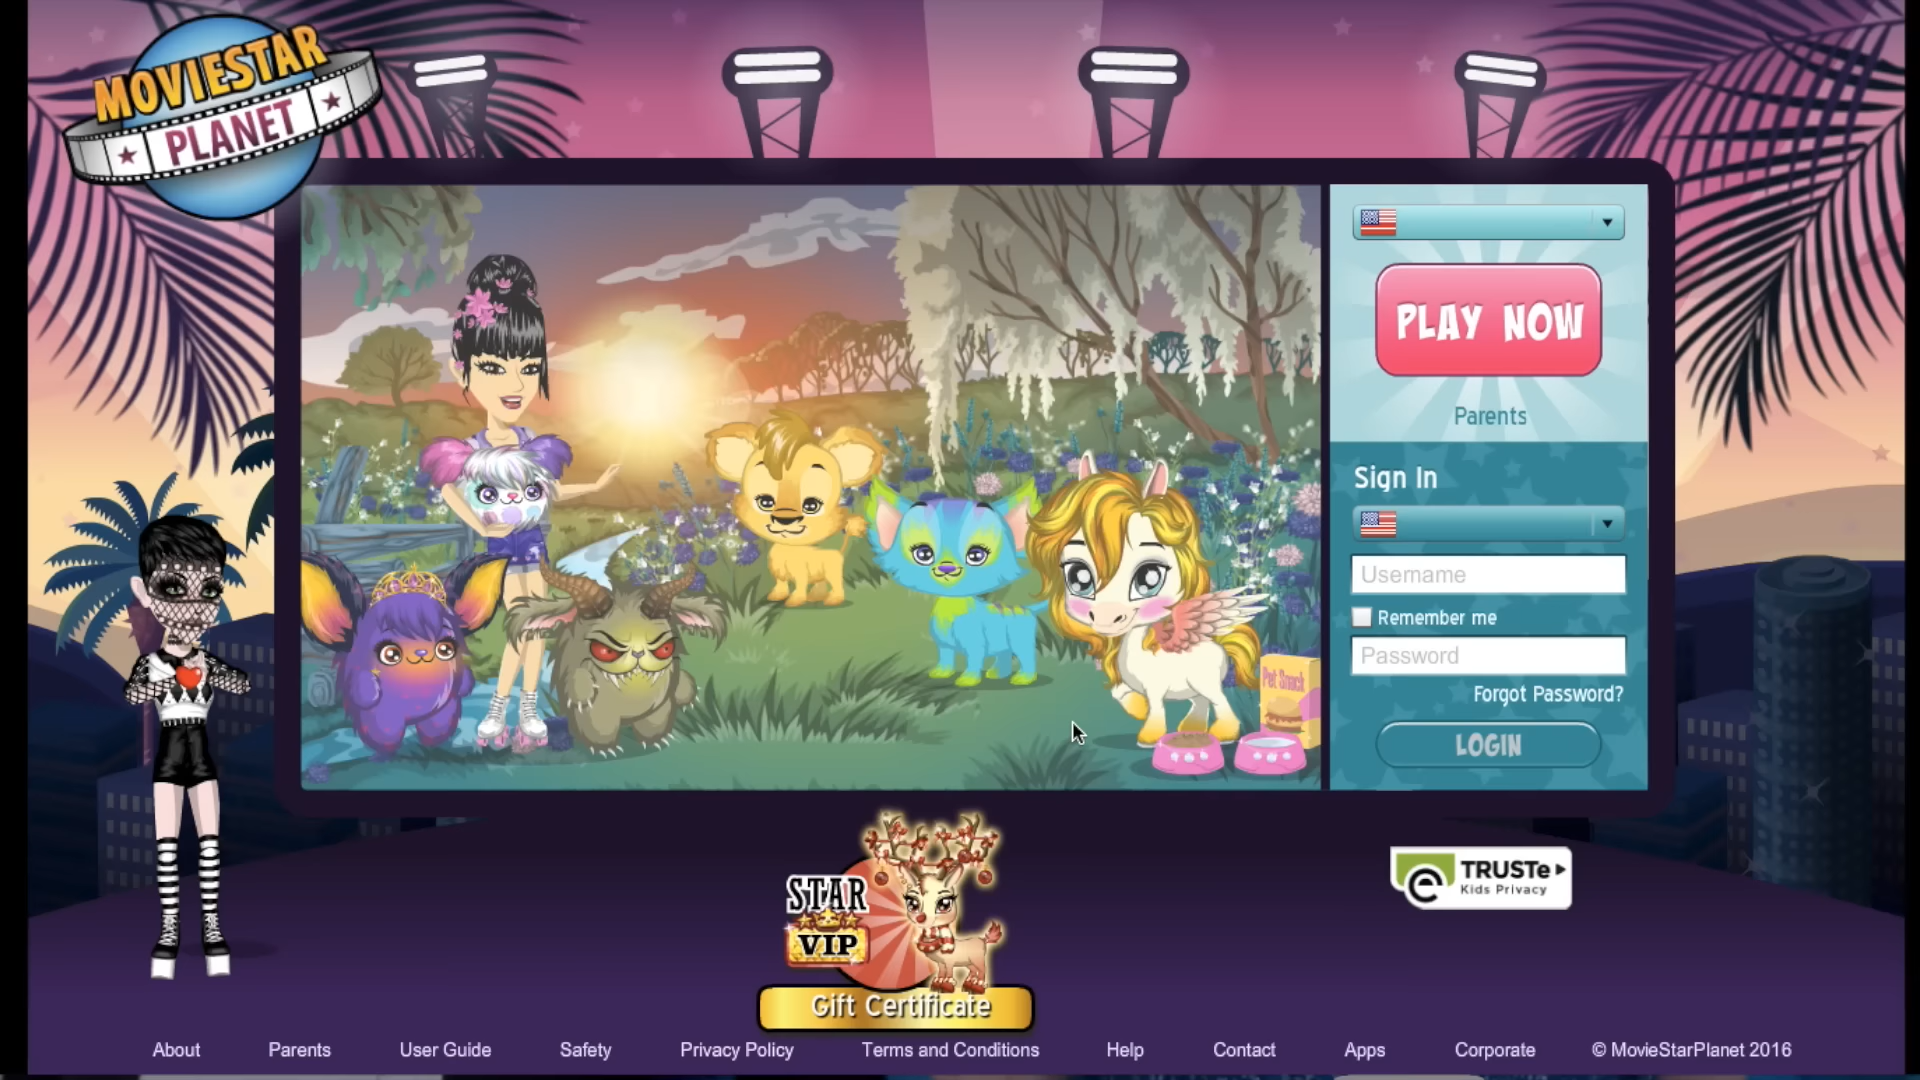 MOVIESTAR
PLANET
PLAY NOW
Parents
Sign In
Username
Remember me
Password
Forgot Password?
LOGIN
Pet Snack
STAR
VIP
Gift Certificate
TRUSTe
Kids Privacy
About Parents User Guide Safety Privacy Policy Terms and Conditions Help Contact Apps Corporate © MovieStarPlanet 2016